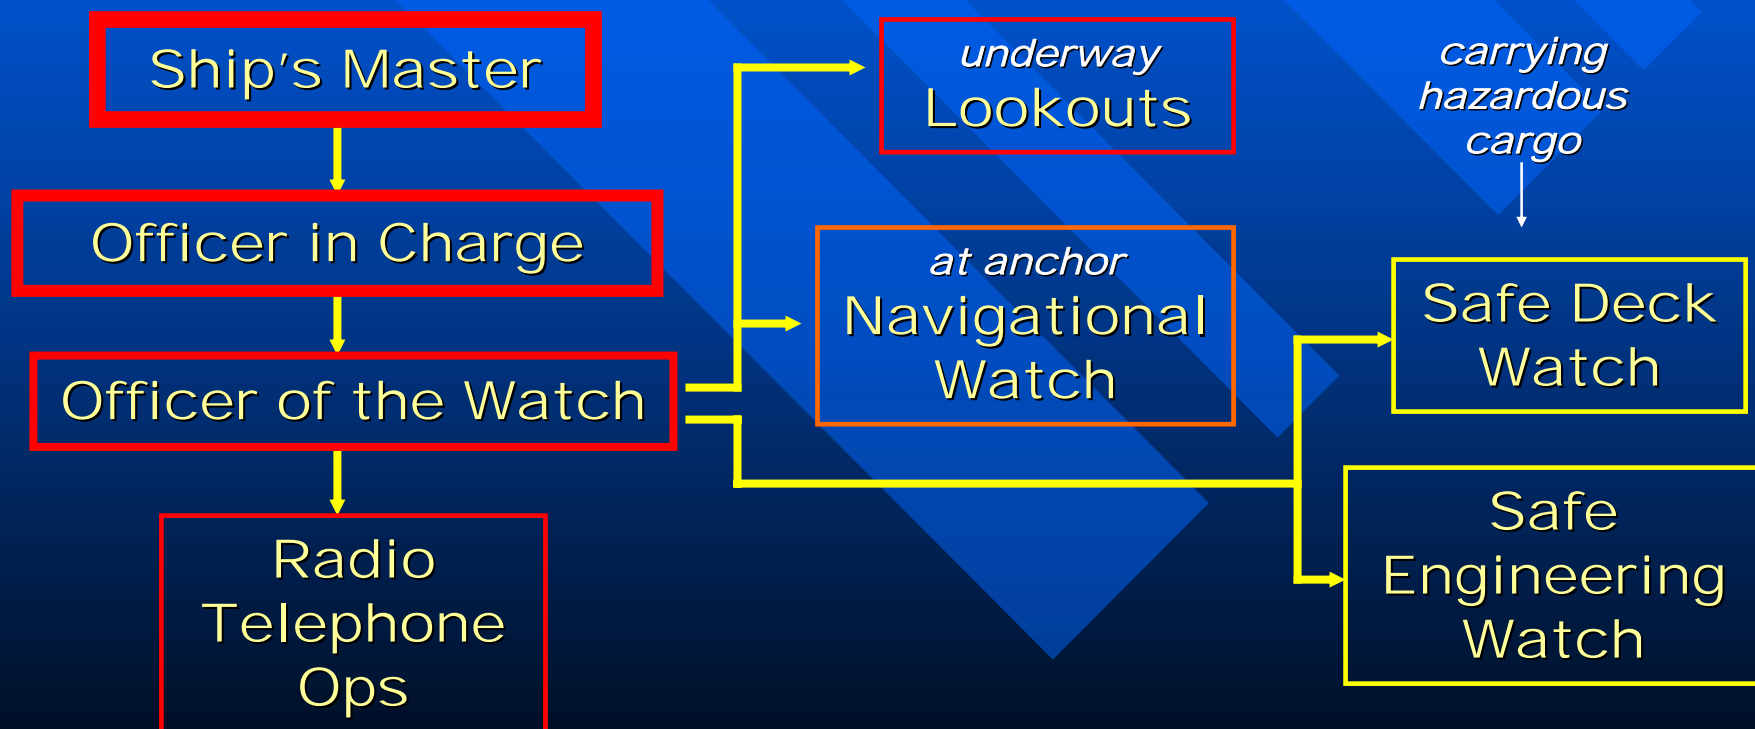 Ship's Master
Officer in Charge
Officer of the Watch
Radio
Telephone
Ops
underway
Lookouts
at anchor
Navigational
Watch
carrying
hazardous
cargo
Safe Deck
Watch
Safe
Engineering
Watch